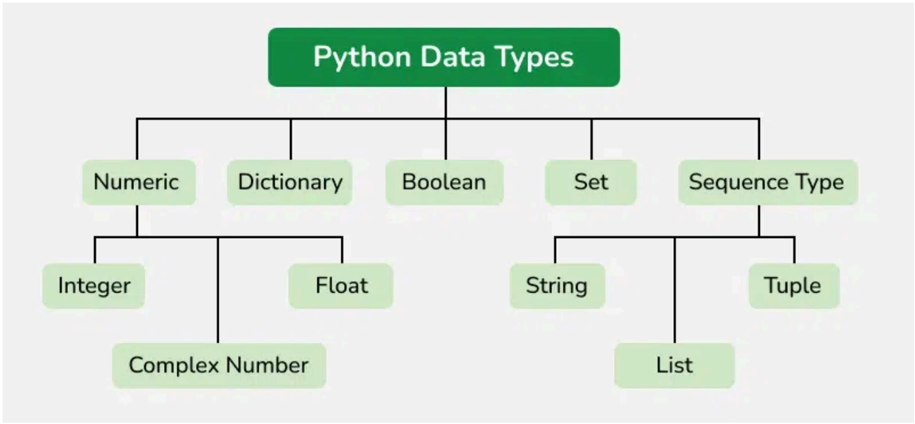 Python Data Types
Numeric
Dictionary
Boolean
Set
Sequence Type
Integer
Float
String
Tuple
Complex Number
List